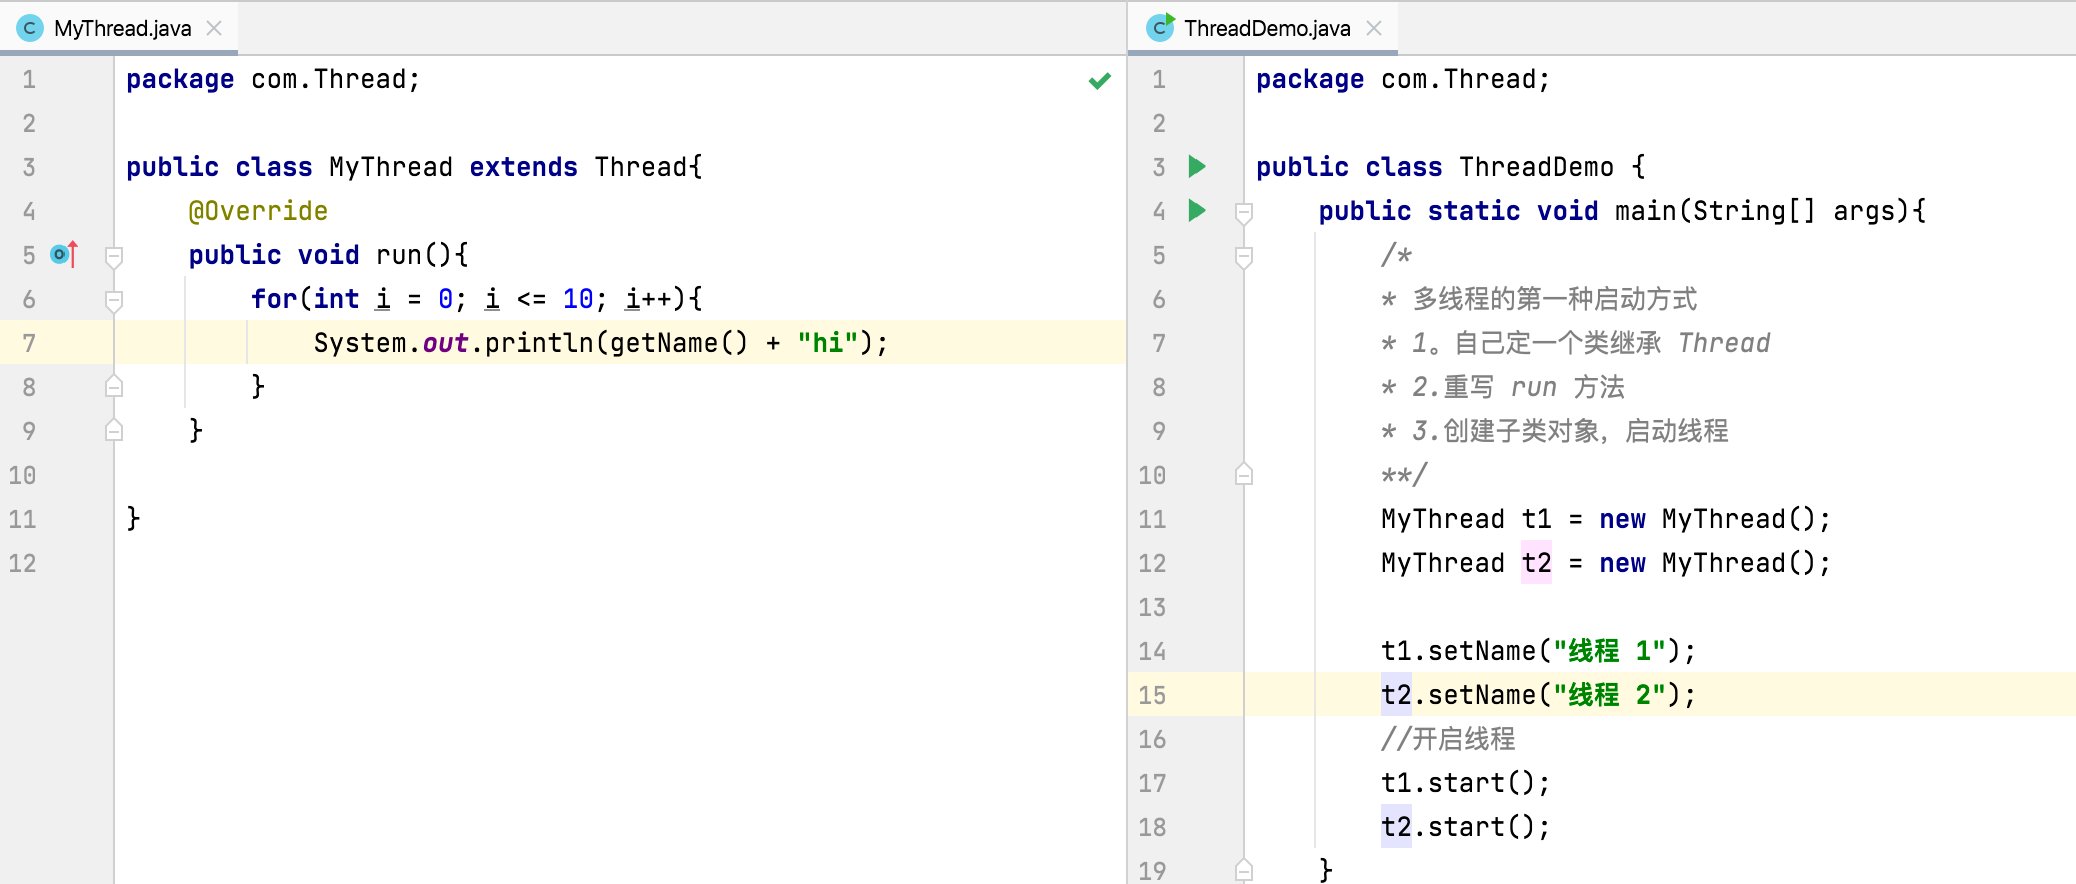 MyThread.java
1 package com.Thread;
2
3 public class MyThread extends Thread{
4     @Override
5     public void run(){
6         for(int i = 0; i <= 10; i++){
7             System.out.println(getName() + "hi");
8         }
9     }
10
11 }
12
ThreadDemo.java
1 package com.Thread;
2
3 public class ThreadDemo {
4     public static void main(String[] args){
5         /*
6         * 多线程的第一种启动方式
7         * 1。自己定一个类继承 Thread
8         * 2.重写 run 方法
9         * 3.创建子类对象，启动线程
10         **/
11         MyThread t1 = new MyThread();
12         MyThread t2 = new MyThread();
13
14         t1.setName("线程 1");
15         t2.setName("线程 2");
16         //开启线程
17         t1.start();
18         t2.start();
19     }